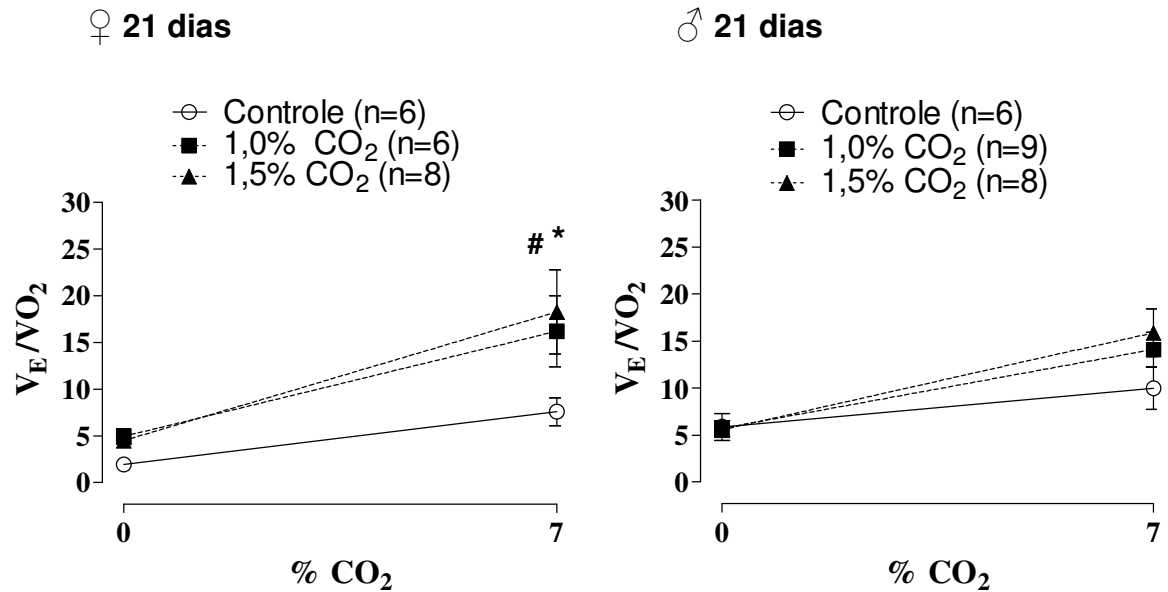 ♀ 21 dias
Controle (n=6)
1,0% CO₂ (n=6)
1,5% CO₂ (n=8)
30
25
20
15
10
5
0
V_E/VO₂
# *
0
7
% CO₂
♂ 21 dias
Controle (n=6)
1,0% CO₂ (n=9)
1,5% CO₂ (n=8)
30
25
20
15
10
5
0
V_E/VO₂
0
7
% CO₂